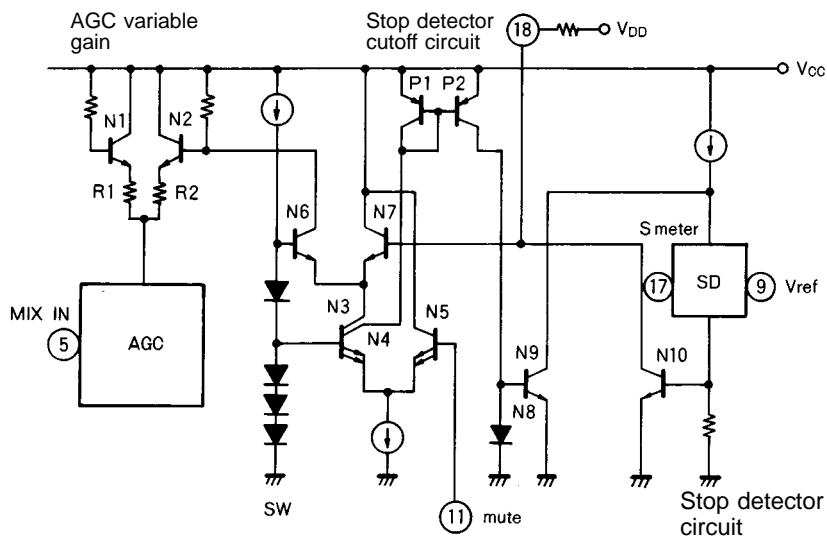 AGC variable
gain
Stop detector
cutoff circuit
18
VDD
VCC
P1
P2
N1
N2
R1
R2
N6
N7
S meter
MIX IN
5
AGC
N3
N4
N5
17
SD
9
Vref
N9
N10
N8
SW
11
mute
Stop detector
circuit